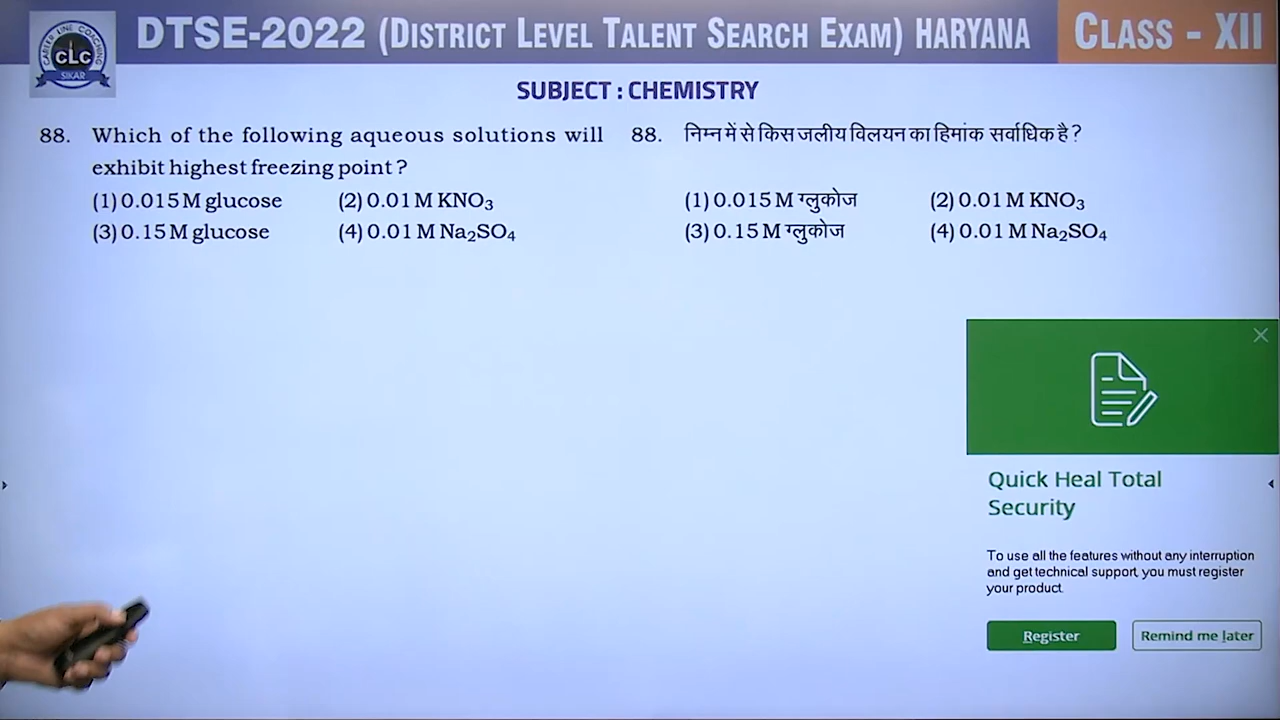 CAREER LINE COACHING
CLC
SIKAR
DTSE-2022 (DISTRICT LEVEL TALENT SEARCH EXAM) HARYANA
CLASS - XII
SUBJECT : CHEMISTRY
88. Which of the following aqueous solutions will
exhibit highest freezing point ?
(1) 0.015 M glucose (2) 0.01 M KNO₃
(3) 0.15 M glucose (4) 0.01 M Na₂SO₄
88. निम्न में से किस जलीय विलयन का हिमांक सर्वाधिक है ?
(1) 0.015 M ग्लुकोज (2) 0.01 M KNO₃
(3) 0.15 M ग्लुकोज (4) 0.01 M Na₂SO₄
Quick Heal Total
Security
To use all the features without any interruption
and get technical support, you must register
your product.
Register
Remind me later